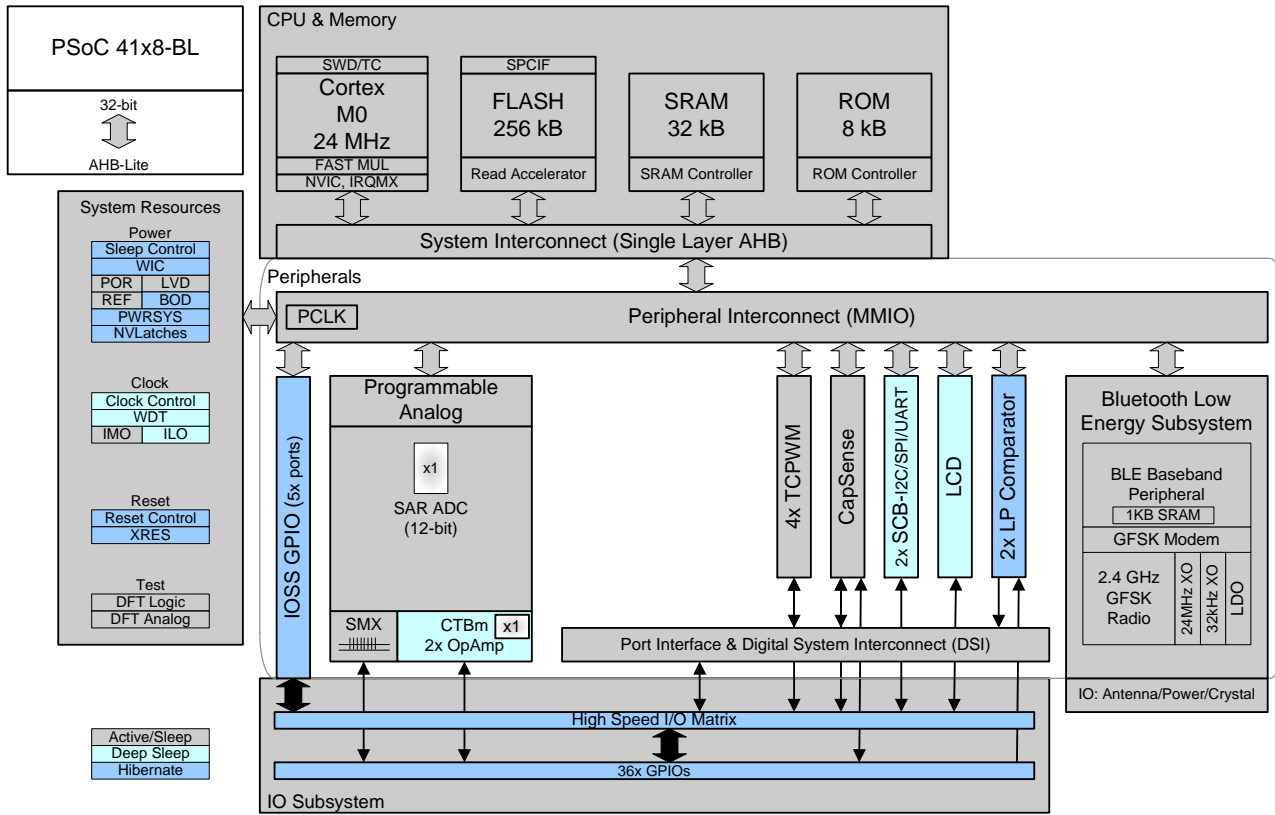 PSoC 41x8-BL
32-bit
AHB-Lite
CPU & Memory
SWD/TC
Cortex
M0
24 MHz
FAST MUL
NVIC, IRQMX
SPCIF
FLASH
256 kB
Read Accelerator
SRAM
32 kB
SRAM Controller
ROM
8 kB
ROM Controller
System Interconnect (Single Layer AHB)
System Resources
Power
Sleep Control
WIC
POR LVD
REF BOD
PWRSYS
NVLatches
Clock
Clock Control
WDT
IMO ILO
Reset
Reset Control
XRES
Test
DFT Logic
DFT Analog
Peripherals
PCLK
Peripheral Interconnect (MMIO)
IOSS GPIO (5x ports)
Programmable
Analog
x1
SAR ADC
(12-bit)
SMX
CTBm x1
2x OpAmp
4x TCPWM
CapSense
2x SCB-I2C/SPI/UART
LCD
2x LP Comparator
Port Interface & Digital System Interconnect (DSI)
Bluetooth Low
Energy Subsystem
BLE Baseband
Peripheral
1KB SRAM
GFSK Modem
2.4 GHz
GFSK
Radio
24MHz XO
32kHz XO
LDO
IO: Antenna/Power/Crystal
High Speed I/O Matrix
36x GPIOs
IO Subsystem
Active/Sleep
Deep Sleep
Hibernate